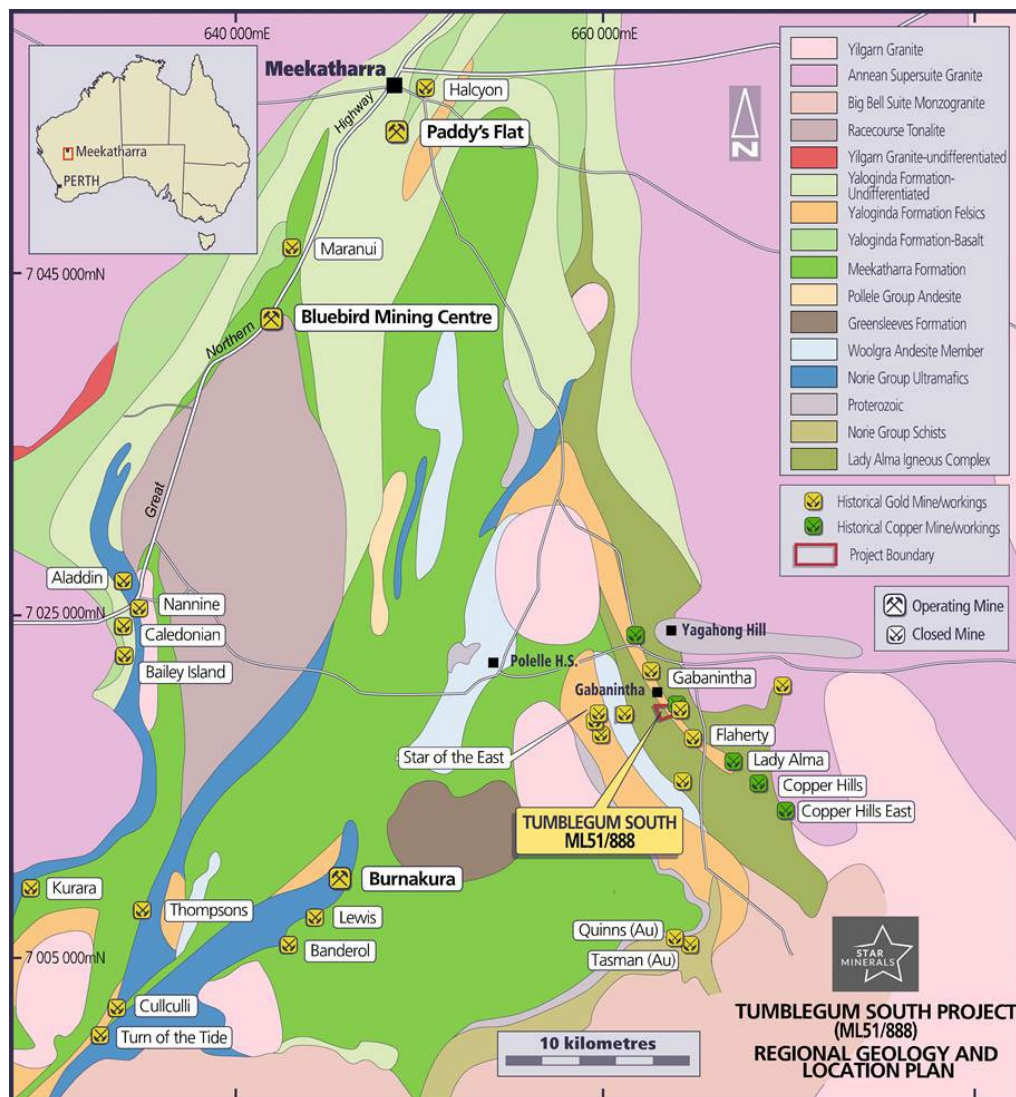 640 000mE
660 000mE
Meekatharra
Halcyon
Highway
Paddy's Flat
Meekatharra
PERTH
N
Maranui
7 045 000mN
Bluebird Mining Centre
Northern
Great
Yilgarn Granite
Annean Supersuite Granite
Big Bell Suite Monzogranite
Racecourse Tonalite
Yilgarn Granite-undifferentiated
Yaloginda Formation-
Undifferentiated
Yaloginda Formation Felsics
Yaloginda Formation-Basalt
Meekatharra Formation
Pollele Group Andesite
Greensleeves Formation
Woolgra Andesite Member
Norie Group Ultramafics
Proterozoic
Norie Group Schists
Lady Alma Igneous Complex
Historical Gold Mine/workings
Historical Copper Mine/workings
Project Boundary
Operating Mine
Closed Mine
Aladdin
Nannine
7 025 000mN
Caledonian
Bailey Island
Yagahong Hill
Polelle H.S.
Gabanintha
Gabanintha
Star of the East
Flaherty
Lady Alma
Copper Hills
Copper Hills East
TUMBLEGUM SOUTH
ML51/888
Kurara
Burnakura
Thompsons
Lewis
Banderol
Quinns (Au)
Tasman (Au)
7 005 000mN
Cullculli
Turn of the Tide
10 kilometres
STAR
MINERALS
TUMBLEGUM SOUTH PROJECT
(ML51/888)
REGIONAL GEOLOGY AND
LOCATION PLAN